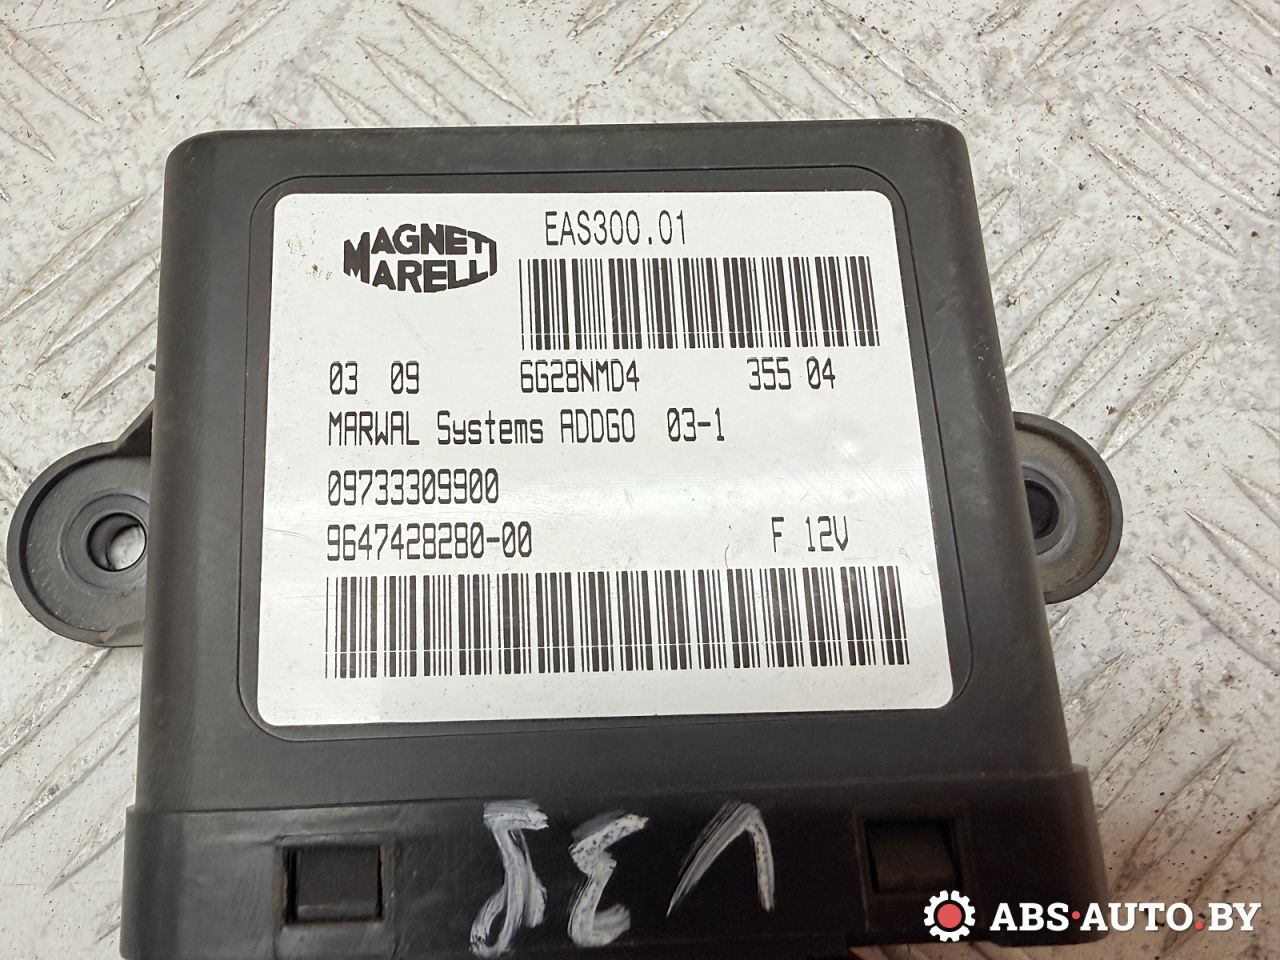 MAGNETI
MARELLI
EAS300.01
03 09 6G28NMD4 355 04
MARWAL Systems ADDGO 03-1
09733309900
9647428280-00 F 12V
ABS·AUTO.BY